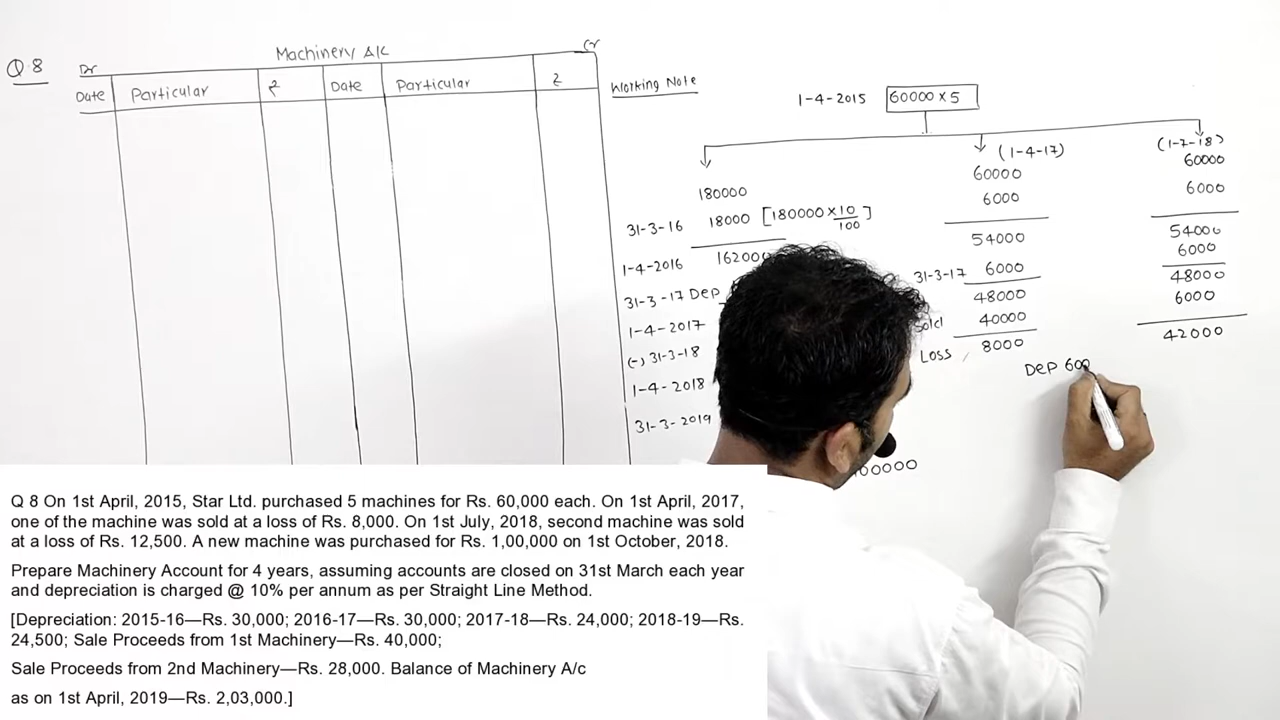 Q.8
Machinery A/c
Dr
Cr
Date Particular ₹ Date Particular ₹
Working Note
1-4-2015 60000 x 5
180000
31-3-16 18000 [180000 x 10/100]
1-4-2016 162000
31-3-17 Dep
1-4-2017
(-) 31-3-18
1-4-2018
31-3-2019
(1-4-17)
60000
6000
54000
31-3-17 6000
48000
Sold 40000
Loss 8000
(1-7-18)
60000
6000
54000
6000
48000
6000
42000
Dep 600
00000
Q 8 On 1st April, 2015, Star Ltd. purchased 5 machines for Rs. 60,000 each. On 1st April, 2017,
one of the machine was sold at a loss of Rs. 8,000. On 1st July, 2018, second machine was sold
at a loss of Rs. 12,500. A new machine was purchased for Rs. 1,00,000 on 1st October, 2018.
Prepare Machinery Account for 4 years, assuming accounts are closed on 31st March each year
and depreciation is charged @ 10% per annum as per Straight Line Method.
[Depreciation: 2015-16—Rs. 30,000; 2016-17—Rs. 30,000; 2017-18—Rs. 24,000; 2018-19—Rs.
24,500; Sale Proceeds from 1st Machinery—Rs. 40,000;
Sale Proceeds from 2nd Machinery—Rs. 28,000. Balance of Machinery A/c
as on 1st April, 2019—Rs. 2,03,000.]